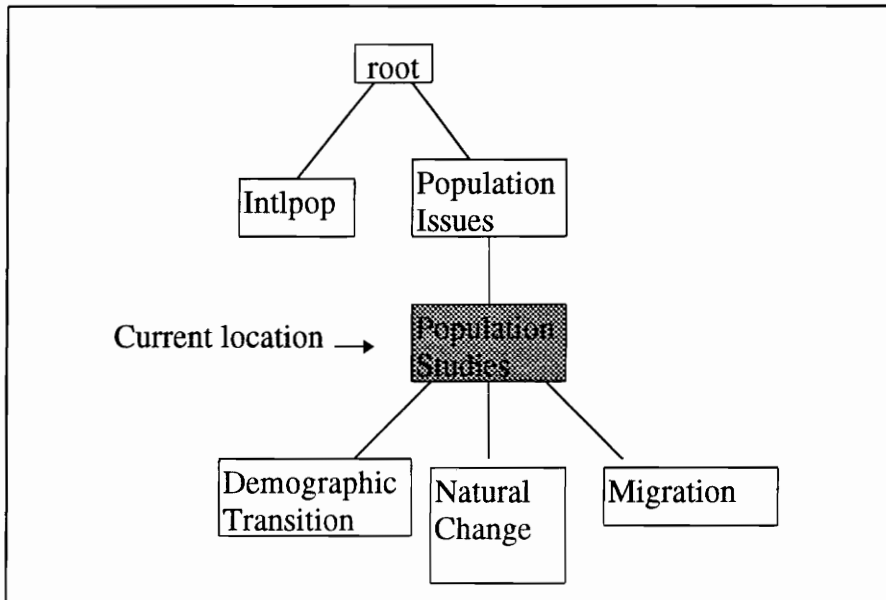 root
Intlpop
Population
Issues
Current location
Population
Studies
Demographic
Transition
Natural
Change
Migration